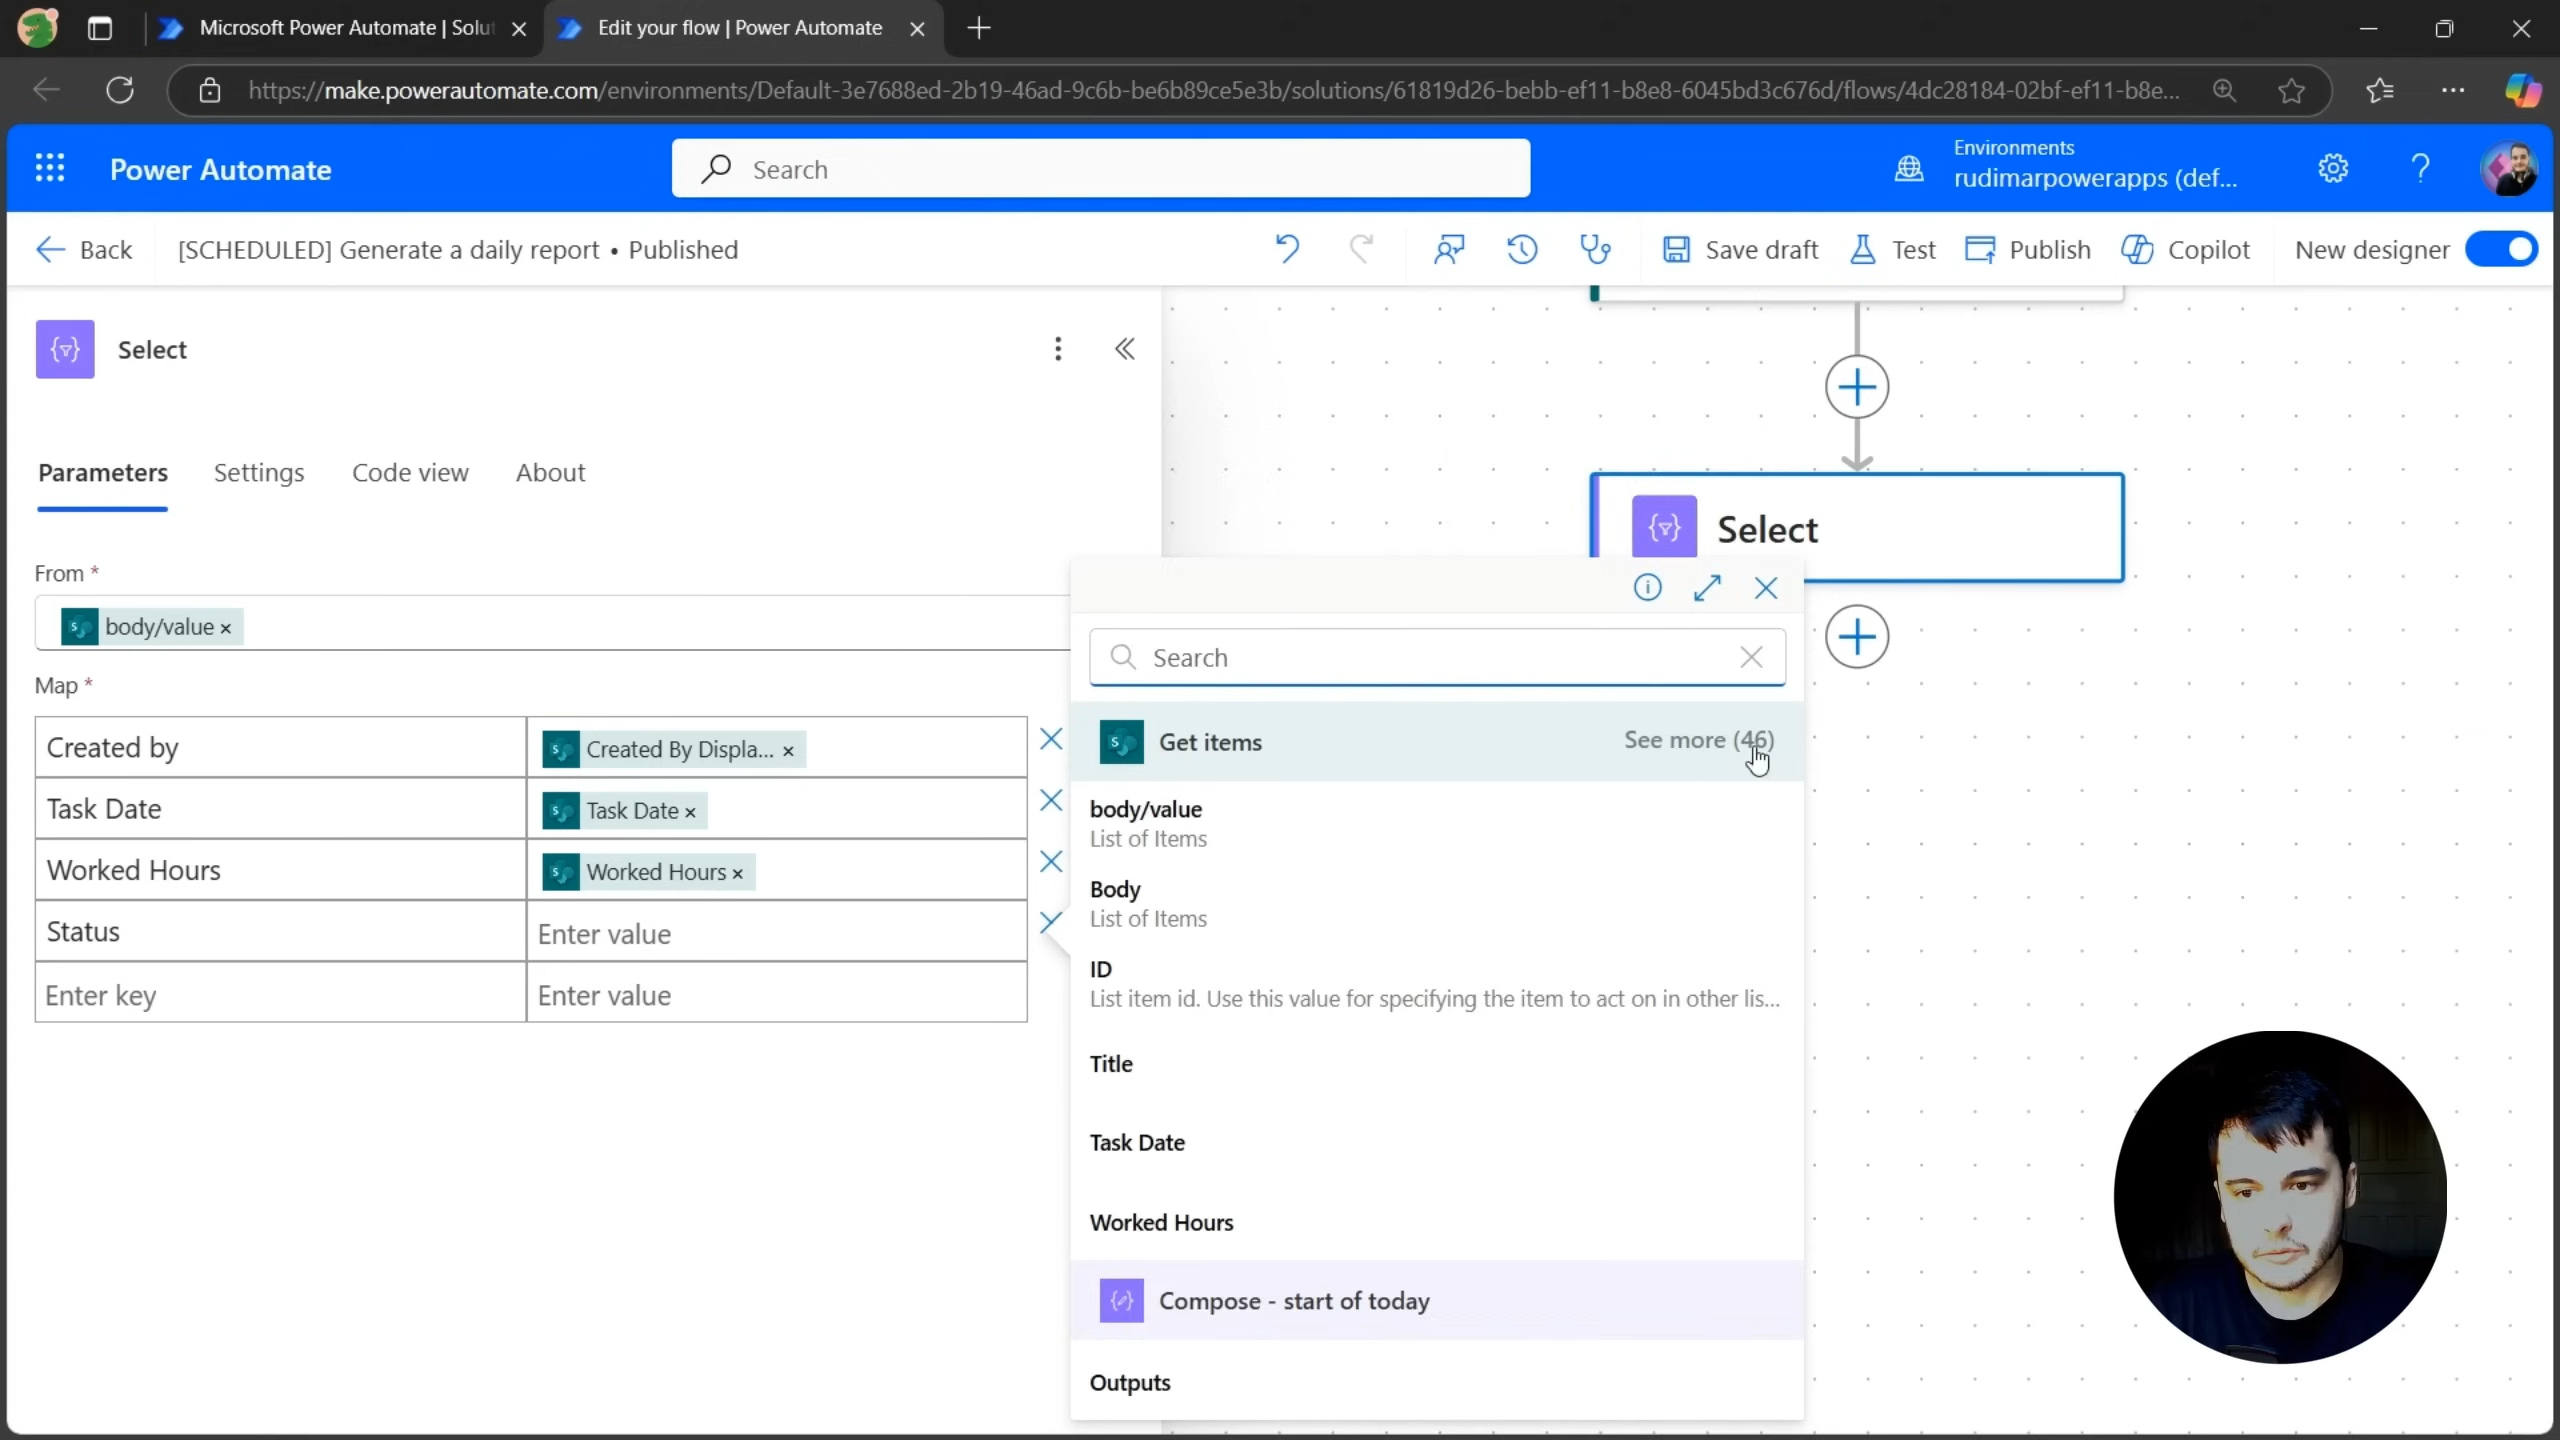 Microsoft Power Automate | Solut
Edit your flow | Power Automate
https://make.powerautomate.com/environments/Default-3e7688ed-2b19-46ad-9c6b-be6b89ce5e3b/solutions/61819d26-bebb-ef11-b8e8-6045bd3c676d/flows/4dc28184-02bf-ef11-b8e...
Power Automate
Search
Environments
rudimarpowerapps (def...
Back
[SCHEDULED] Generate a daily report • Published
Save draft
Test
Publish
Copilot
New designer
Select
Parameters
Settings
Code view
About
From *
body/value
Map *
Created by
Created By Displa...
Task Date
Task Date
Worked Hours
Worked Hours
Status
Enter value
Enter key
Enter value
Select
Search
Get items
See more (46)
body/value
List of Items
Body
List of Items
ID
List item id. Use this value for specifying the item to act on in other lis...
Title
Task Date
Worked Hours
Compose - start of today
Outputs